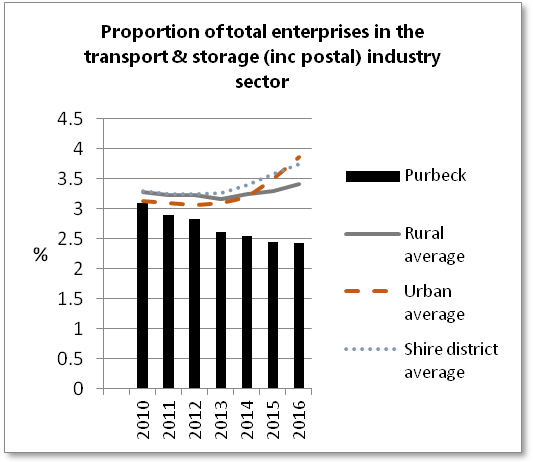 Proportion of total enterprises in the
transport & storage (inc postal) industry
sector
4.5
4
3.5
3
2.5
2
1.5
1
0.5
0
%
2010
2011
2012
2013
2014
2015
2016
Purbeck
Rural
average
Urban
average
Shire district
average